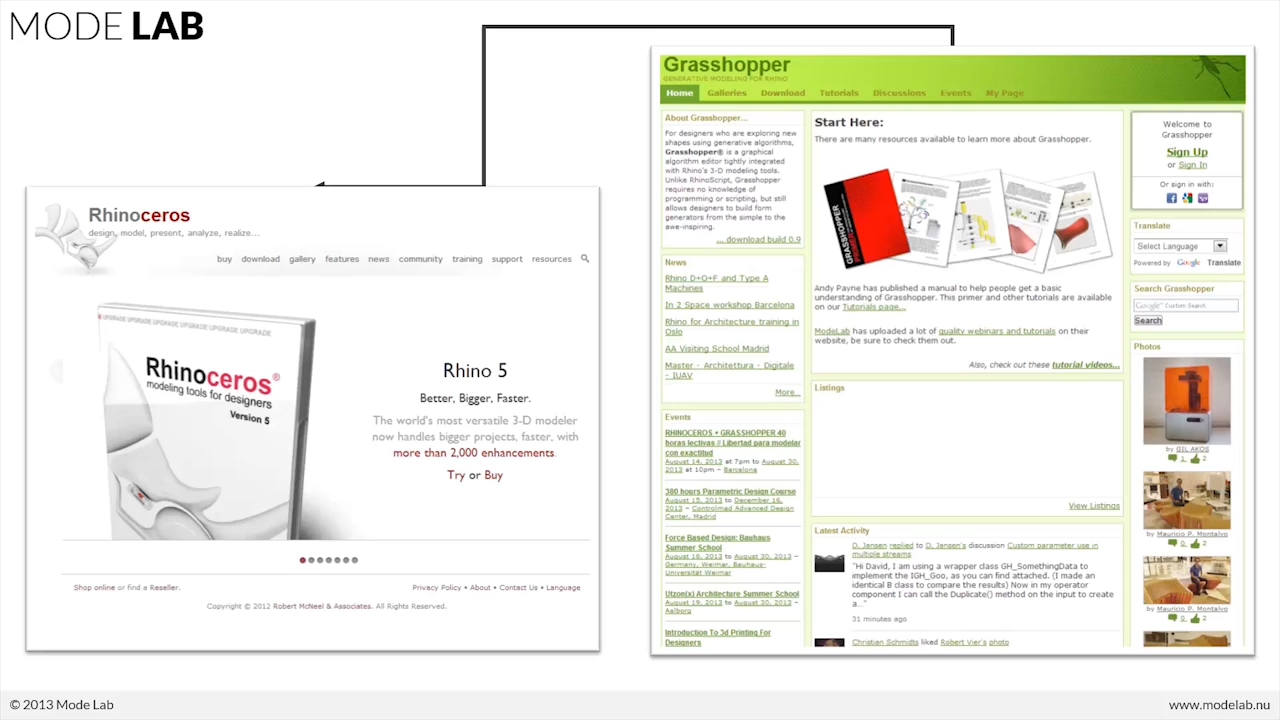 MODE LAB
Rhinoceros
design, model, present, analyze, realize...
buy download gallery features news community training support resources
UPGRADE UPGRADE UPGRADE UPGRADE UPGRADE
Rhinoceros®
modeling tools for designers
Version 5
Rhino 5
Better, Bigger, Faster.
The world's most versatile 3-D modeler
now handles bigger projects, faster, with
more than 2,000 enhancements.
Try or Buy
Shop online or find a Reseller.
Privacy Policy • About • Contact Us • Language
Copyright © 2012 Robert McNeel & Associates. All Rights Reserved.
Grasshopper
GENERATIVE MODELING FOR RHINO
Home Galleries Download Tutorials Discussions Events My Page
About Grasshopper...
For designers who are exploring new
shapes using generative algorithms,
Grasshopper® is a graphical
algorithm editor tightly integrated
with Rhino's 3-D modeling tools.
Unlike RhinoScript, Grasshopper
requires no knowledge of
programming or scripting, but still
allows designers to build form
generators from the simple to the
awe-inspiring.
... download build 0.9
News
Rhino D+O+F and Type A
Machines
In 2 Space workshop Barcelona
Rhino for Architecture training in
Oslo
AA Visiting School Madrid
Master - Architettura - Digitale
- IUAV
More...
Events
RHINOCEROS + GRASSHOPPER 40
horas lectivas // Libertad para modelar
con exactitud
August 14, 2013 at 7pm to August 30,
2013 at 10pm – Barcelona
380 hours Parametric Design Course
August 15, 2013 to December 16,
2013 – Controlmad Advanced Design
Center, Madrid
Force Based Design: Bauhaus
Summer School
August 16, 2013 to August 30, 2013 –
Germany, Weimar, Bauhaus-
Universität Weimar
Utzon(x) Architecture Summer School
August 19, 2013 to August 30, 2013 –
Aalborg
Introduction To 3d Printing For
Designers
Start Here:
There are many resources available to learn more about Grasshopper.
GRASSHOPPER
Andy Payne has published a manual to help people get a basic
understanding of Grasshopper. This primer and other tutorials are available
on our Tutorials page...
ModeLab has uploaded a lot of quality webinars and tutorials on their
website, be sure to check them out.
Also, check out these tutorial videos...
Listings
View Listings
Latest Activity
D. Jansen replied to D. Jansen's discussion Custom parameter use in
multiple streams
"Hi David, I am using a wrapper class GH_SomethingData to
implement the IGH_Goo, as you can find attached. (I made an
identical B class to compare the results) Now in my operator
component I can call the Duplicate() method on the input to create
a…"
31 minutes ago
Christian Schmidts liked Robert Vier's photo
Welcome to
Grasshopper
Sign Up
or Sign In
Or sign in with:
Translate
Select Language
Powered by Google Translate
Search Grasshopper
Google™ Custom Search
Search
Photos
by GIL AKOS
1 2
by Mauricio P. Montalvo
0 2
by Mauricio P. Montalvo
0 2
© 2013 Mode Lab
www.modelab.nu